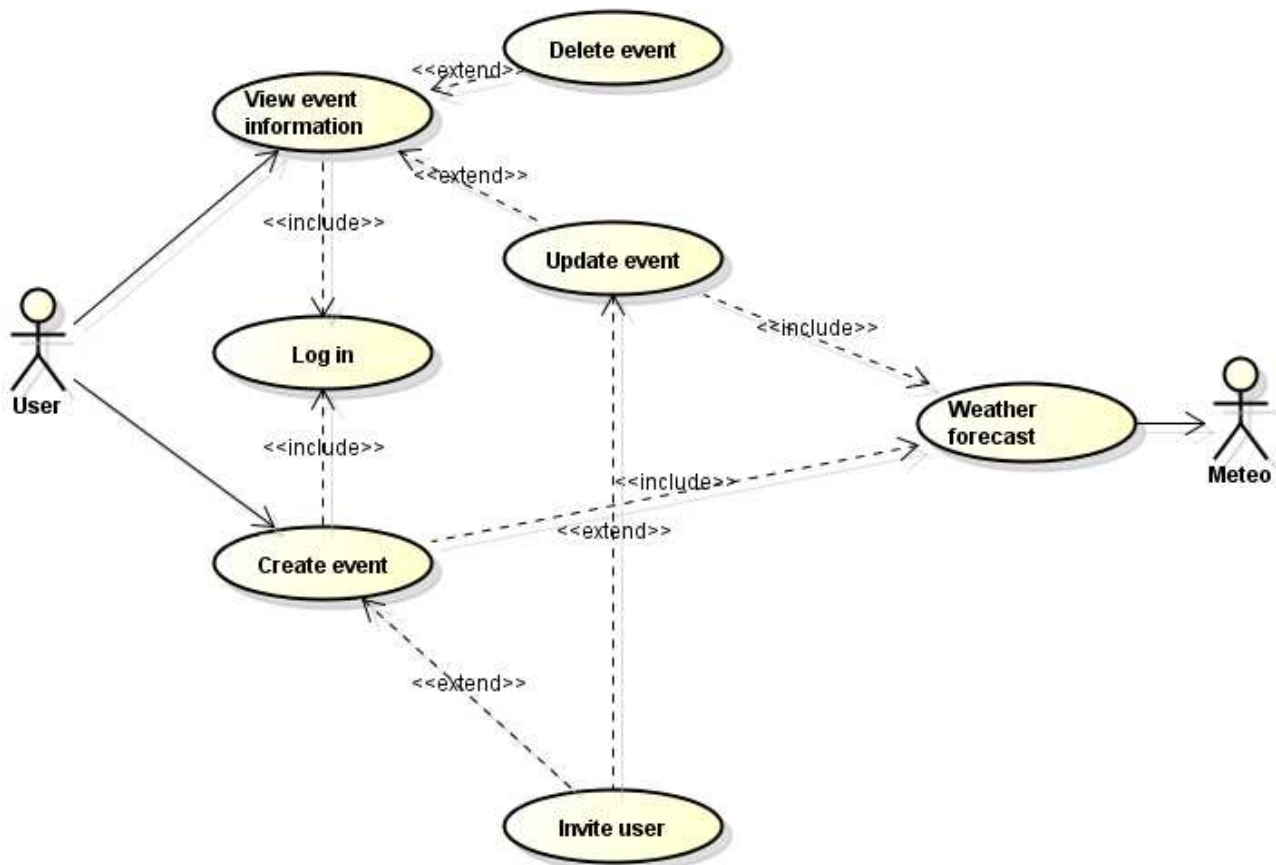 Delete event
<<extend>>
View event
information
<<extend>>
<<include>>
Update event
<<include>>
Log in
User
Weather
forecast
Meteo
<<include>>
<<include>>
<<extend>>
Create event
<<extend>>
Invite user